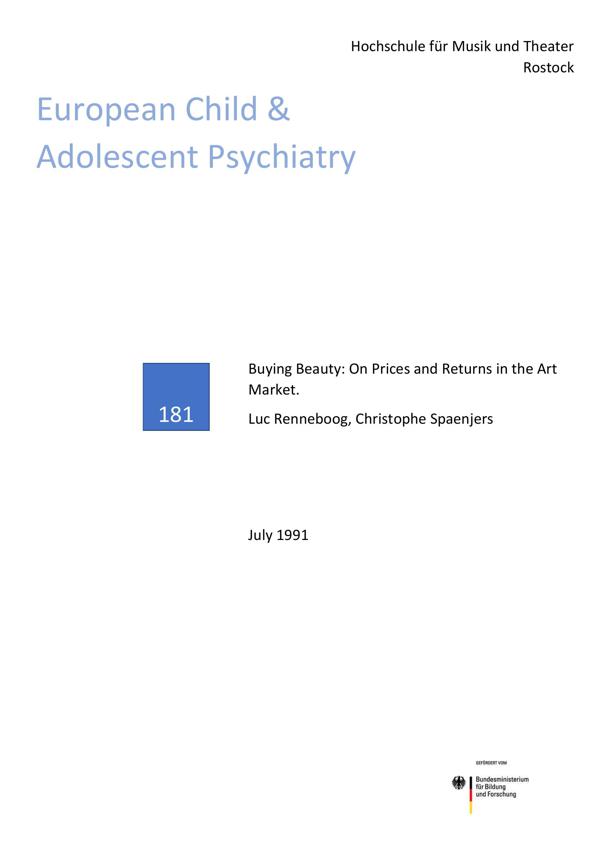 Hochschule für Musik und Theater
Rostock
European Child &
Adolescent Psychiatry
181
Buying Beauty: On Prices and Returns in the Art
Market.
Luc Renneboog, Christophe Spaenjers
July 1991
GEFÖRDERT VOM
Bundesministerium
für Bildung
und Forschung